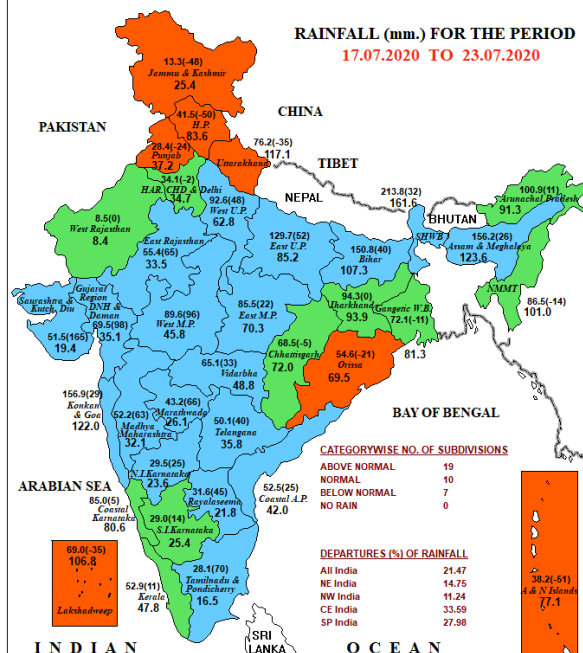 RAINFALL (mm.) FOR THE PERIOD
17.07.2020 TO 23.07.2020
13.3(-48)
Jammu & Kashmir
25.4
CHINA
41.5(-50)
H.P.
83.6
PAKISTAN
28.4(-24)
Punjab
37.2
76.2(-35)
117.1
Uttarakhand
TIBET
34.1(-2)
HAR. CHD & Delhi
34.7
92.6(48)
West U.P.
62.8
NEPAL
213.8(32)
161.6
100.9(11)
Arunachal Pradesh
91.3
BHUTAN
8.5(0)
West Rajasthan
8.4
East Rajasthan
55.4(65)
33.5
129.7(52)
East U.P.
85.2
150.8(40)
Bihar
107.3
SHWB
156.2(26)
Assam & Meghalaya
123.6
NMMT
86.5(-14)
101.0
Saurashtra &
Kutch, Diu
51.5(165)
19.4
Gujarat
Region
DNH &
Daman
69.5(98)
35.1
89.6(96)
West M.P.
45.8
85.5(22)
East M.P.
70.3
94.3(0)
Jharkhand
93.9
Gangetic W.B.
72.1(-11)
81.3
68.5(-5)
Chhattisgarh
72.0
54.6(-21)
Orissa
69.5
65.1(33)
Vidarbha
48.8
156.9(29)
Konkan
& Goa
122.0
43.2(66)
Marathwada
26.1
52.2(63)
Madhya
Maharashtra
32.1
50.1(40)
Telangana
35.8
BAY OF BENGAL
29.5(25)
N.I.Karnataka
23.6
ARABIAN SEA
85.0(5)
Coastal
Karnataka
80.6
31.6(45)
Rayalaseema
21.8
52.5(25)
Coastal A.P.
42.0
29.0(14)
S.I.Karnataka
25.4
CATEGORYWISE NO. OF SUBDIVISIONS
ABOVE NORMAL 19
NORMAL 10
BELOW NORMAL 7
NO RAIN 0
DEPARTURES (%) OF RAINFALL
All India 21.47
NE India 14.75
NW India 11.24
CE India 33.59
SP India 27.98
69.0(-35)
106.8
Lakshadweep
52.9(11)
Kerala
47.8
28.1(70)
Tamilnadu &
Pondicherry
16.5
38.2(-51)
A & N Islands
77.1
SRI
LANKA
INDIAN OCEAN